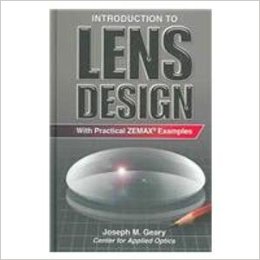 INTRODUCTION TO
LENS
DESIGN
With Practical ZEMAX® Examples
Joseph M. Geary
Center for Applied Optics